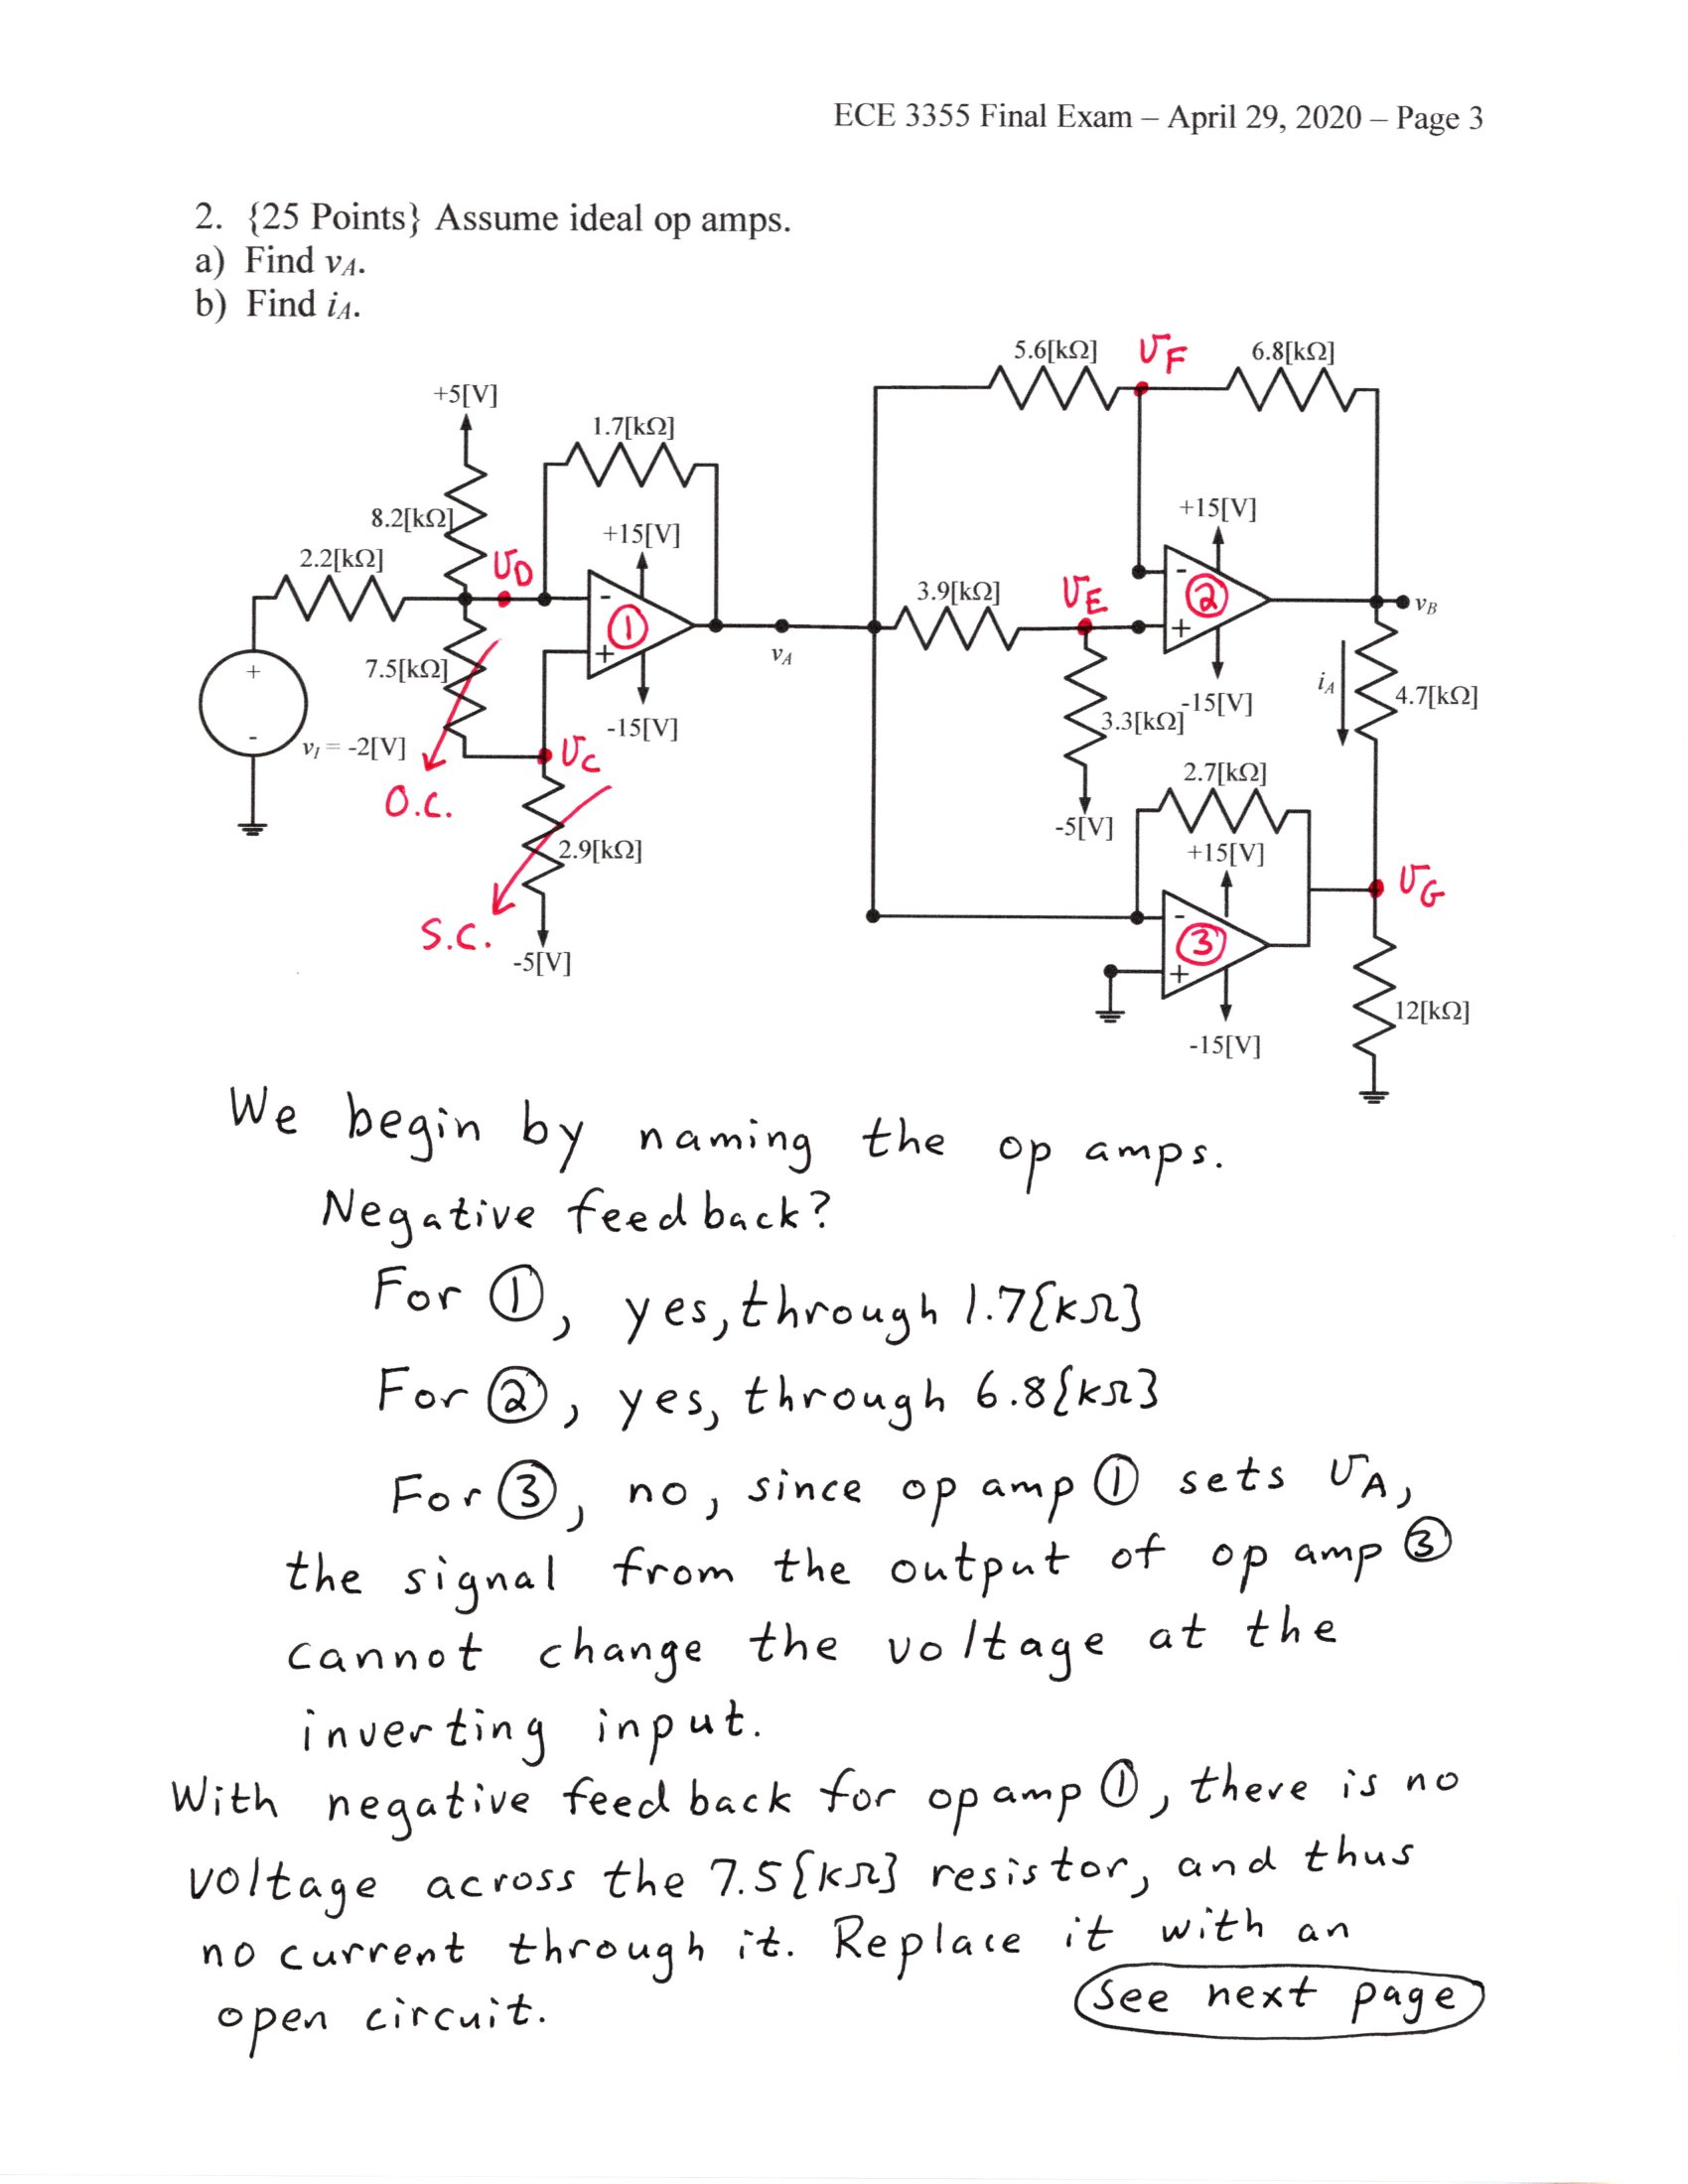 ECE 3355 Final Exam – April 29, 2020 – Page 3
2. {25 Points} Assume ideal op amps.
a) Find vA.
b) Find iA.
5.6[kΩ]
vF
6.8[kΩ]
+5[V]
1.7[kΩ]
8.2[kΩ]
+15[V]
+15[V]
2.2[kΩ]
vD
-
1
+
3.9[kΩ]
vE
-
2
+
vB
vA
+
-
vI = -2[V]
7.5[kΩ]
O.C.
-15[V]
vC
iA
4.7[kΩ]
-15[V]
3.3[kΩ]
2.7[kΩ]
-5[V]
2.9[kΩ]
+15[V]
vG
S.C.
-5[V]
-
3
+
12[kΩ]
-15[V]
We begin by naming the op amps.
Negative feedback?
For ①, yes, through 1.7{kΩ}
For ②, yes, through 6.8{kΩ}
For ③, no, since op amp ① sets vA,
the signal from the output of op amp ③
cannot change the voltage at the
inverting input.
With negative feedback for op amp ①, there is no
voltage across the 7.5{kΩ} resistor, and thus
no current through it. Replace it with an
open circuit.
See next page